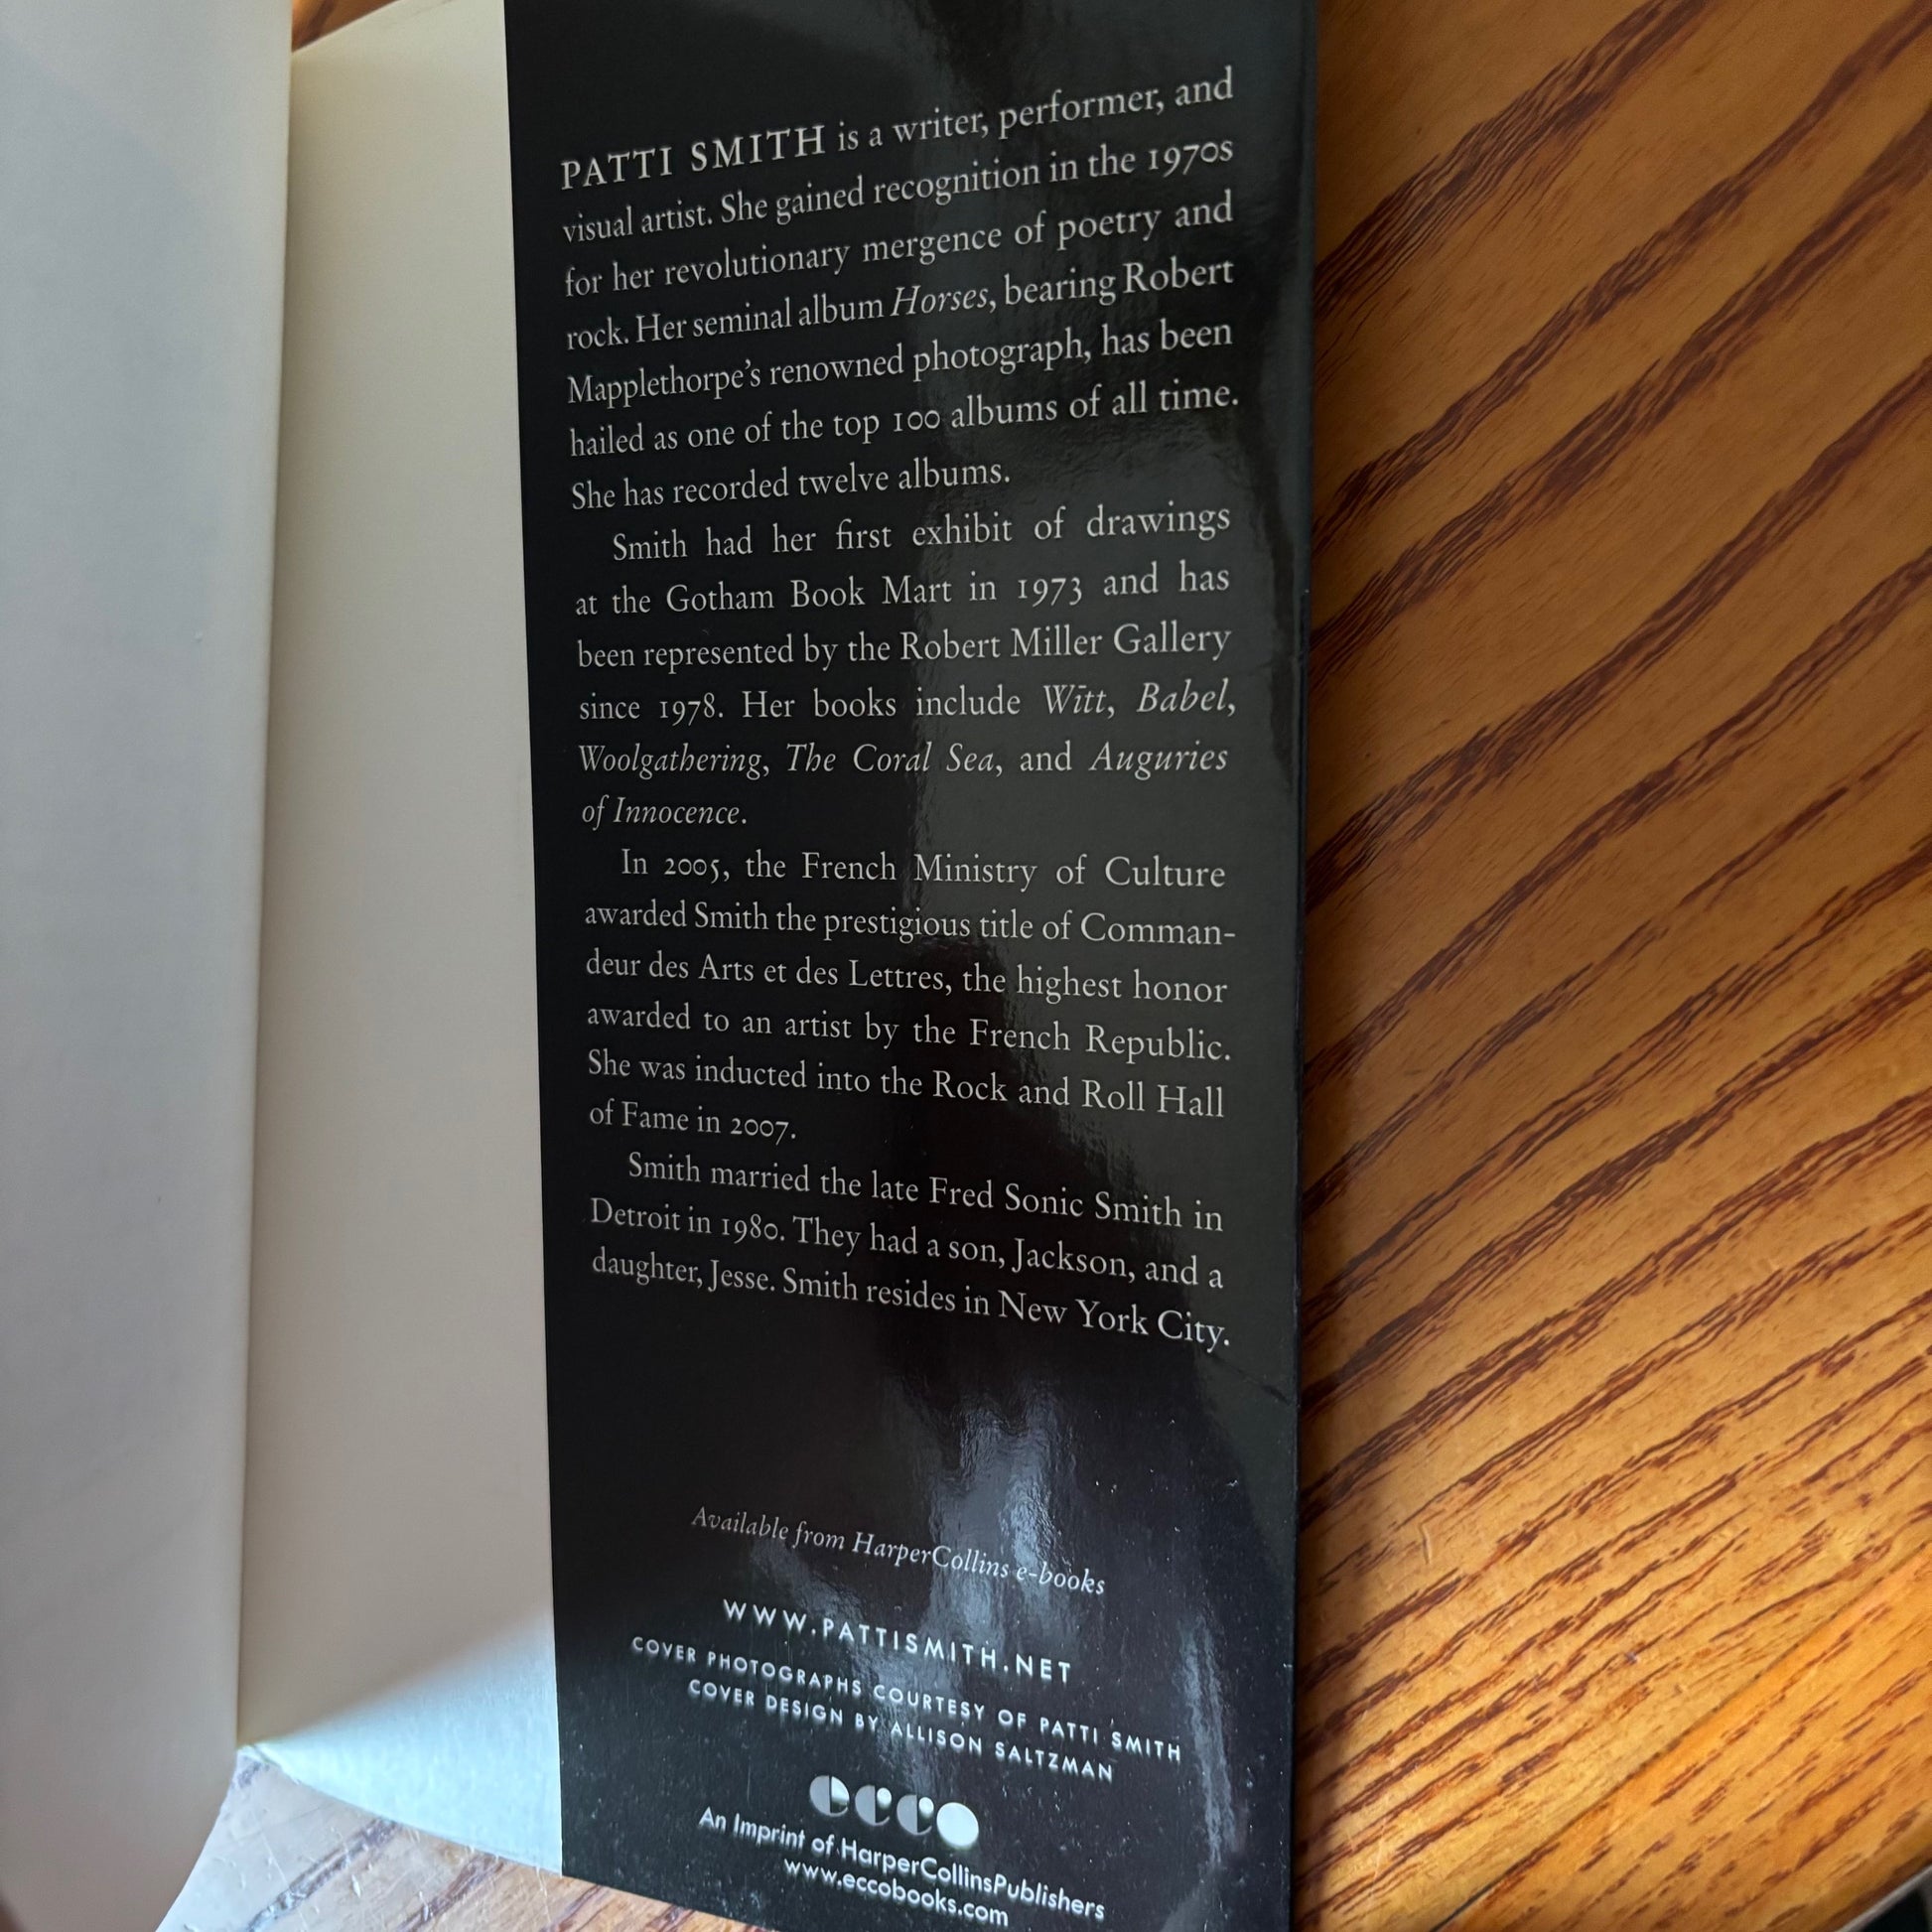 PATTI SMITH is a writer, performer, and
visual artist. She gained recognition in the 1970s
for her revolutionary mergence of poetry and
rock. Her seminal album Horses, bearing Robert
Mapplethorpe's renowned photograph, has been
hailed as one of the top 100 albums of all time.
She has recorded twelve albums.
Smith had her first exhibit of drawings
at the Gotham Book Mart in 1973 and has
been represented by the Robert Miller Gallery
since 1978. Her books include Wītt, Babel,
Woolgathering, The Coral Sea, and Auguries
of Innocence.
In 2005, the French Ministry of Culture
awarded Smith the prestigious title of Comman-
deur des Arts et des Lettres, the highest honor
awarded to an artist by the French Republic.
She was inducted into the Rock and Roll Hall
of Fame in 2007.
Smith married the late Fred Sonic Smith in
Detroit in 1980. They had a son, Jackson, and a
daughter, Jesse. Smith resides in New York City.
Available from HarperCollins e-books
WWW.PATTISMITH.NET
COVER PHOTOGRAPHS COURTESY OF PATTI SMITH
COVER DESIGN BY ALLISON SALTZMAN
ecco
An Imprint of HarperCollinsPublishers
www.eccobooks.com